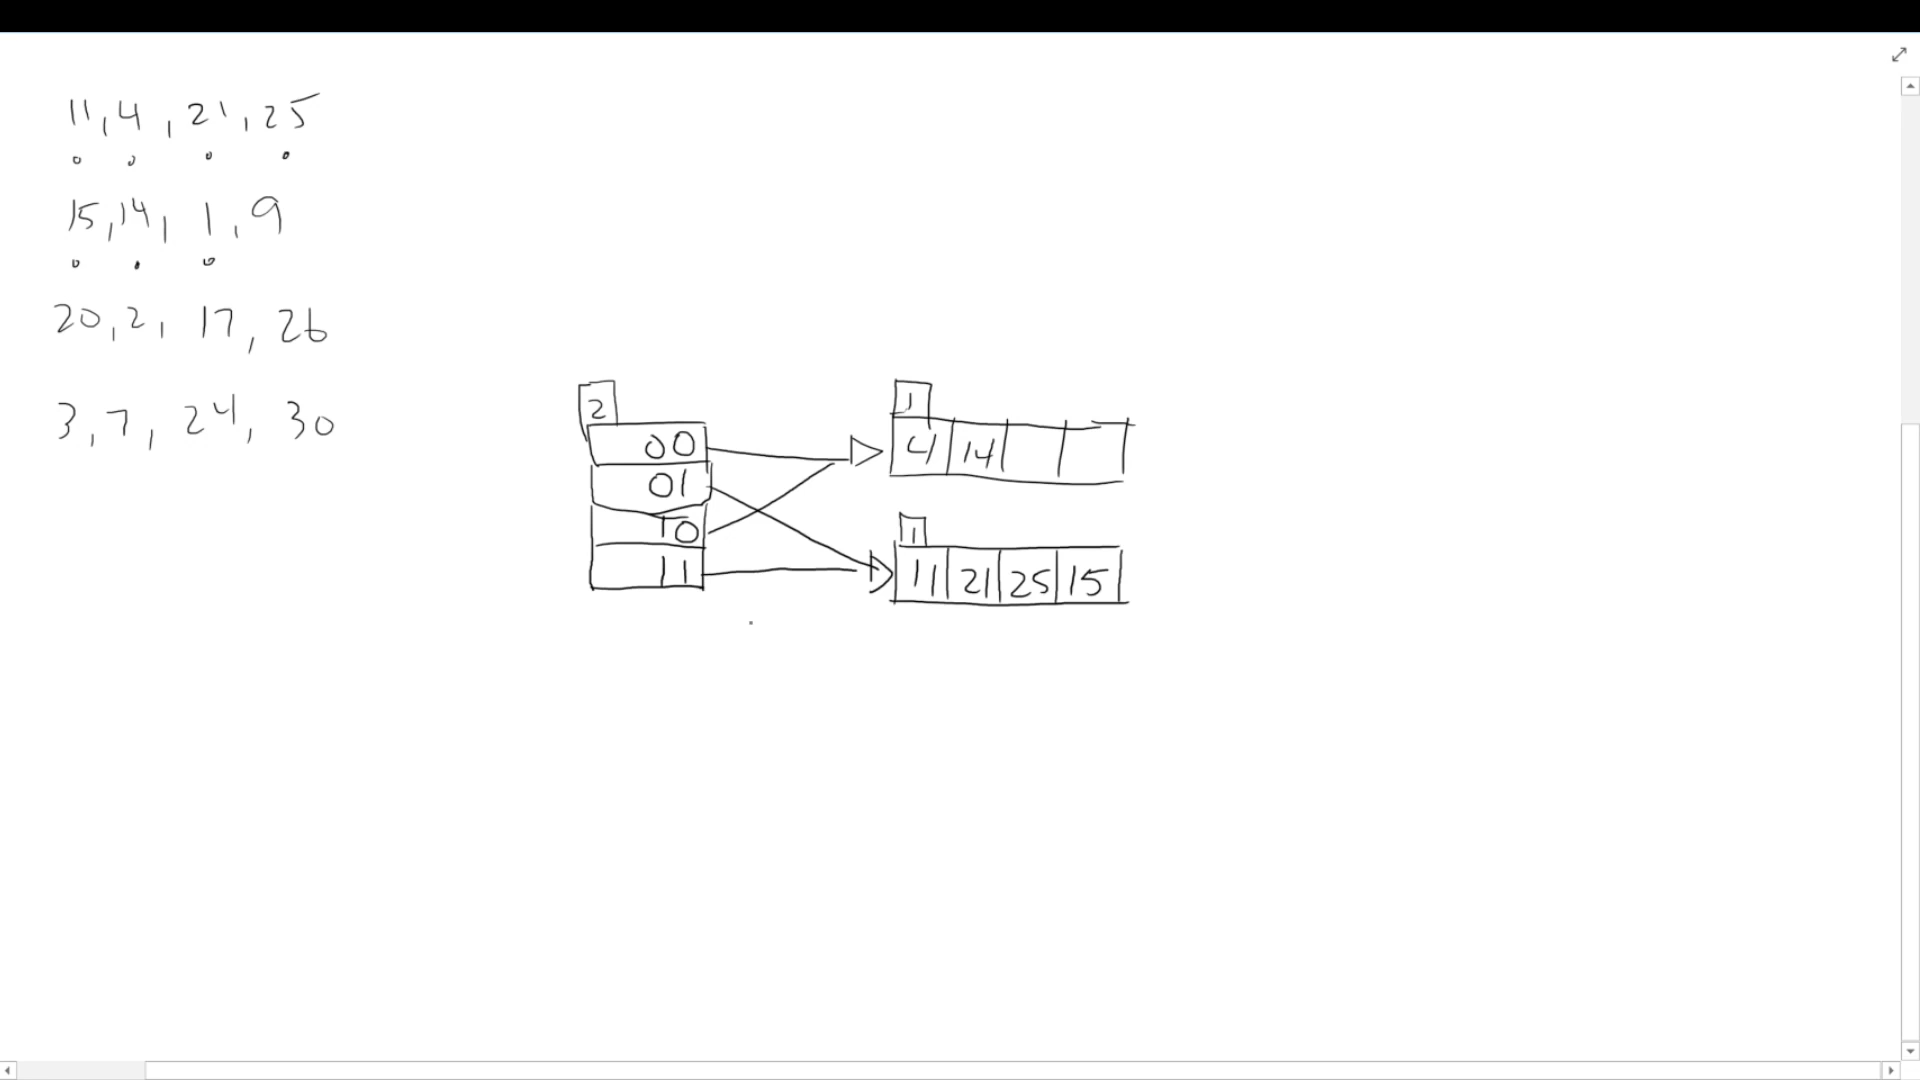 11, 4, 21, 25
15, 14, 1, 9
20, 2, 17, 26
3, 7, 24, 30
2
00
01
10
11
1
4 14
1
11 21 25 15